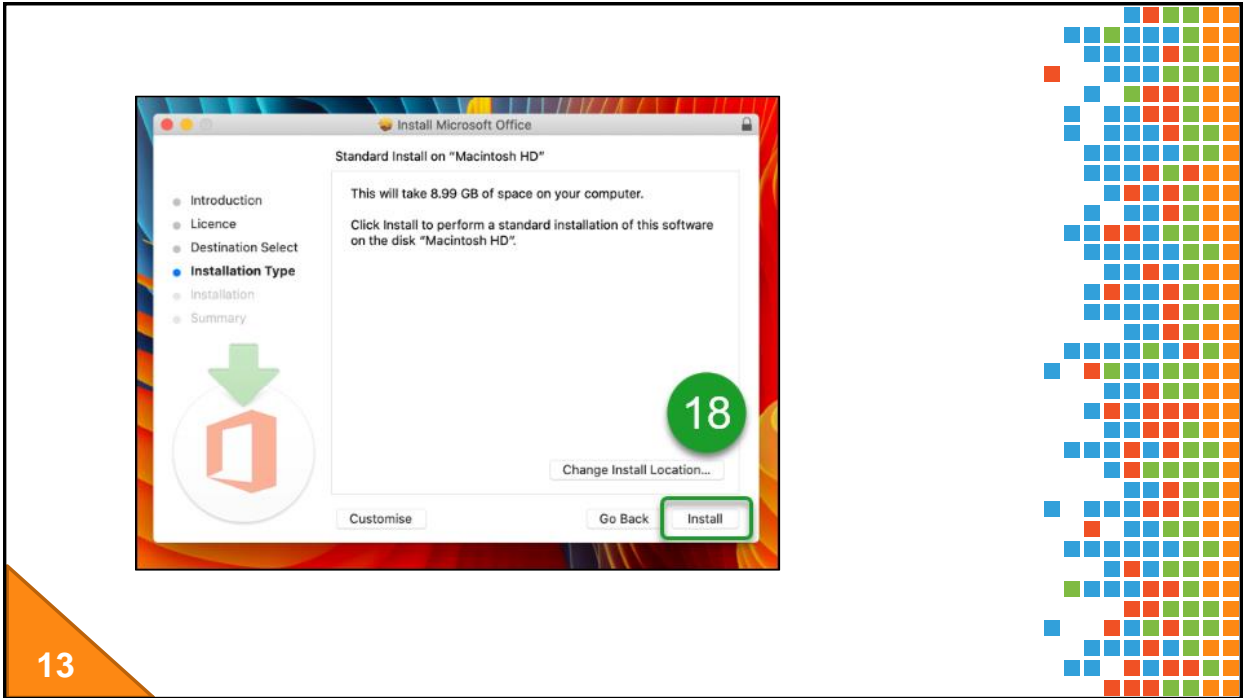 Install Microsoft Office
Standard Install on "Macintosh HD"
Introduction
Licence
Destination Select
Installation Type
Installation
Summary
This will take 8.99 GB of space on your computer.
Click Install to perform a standard installation of this software
on the disk "Macintosh HD".
18
Change Install Location...
Customise
Go Back
Install
13